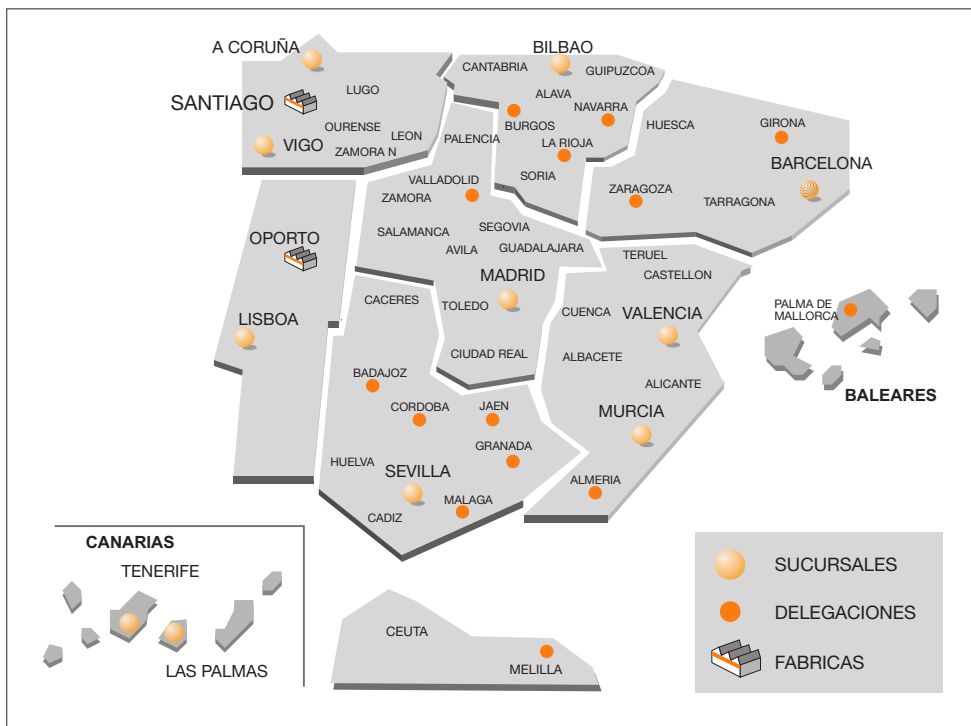 A CORUÑA
LUGO
SANTIAGO
OURENSE
LEON
VIGO
ZAMORA N
BILBAO
CANTABRIA
GUIPUZCOA
ALAVA
NAVARRA
BURGOS
LA RIOJA
SORIA
HUESCA
GIRONA
BARCELONA
ZARAGOZA
TARRAGONA
PALENCIA
VALLADOLID
ZAMORA
SEGOVIA
SALAMANCA
AVILA
GUADALAJARA
MADRID
TOLEDO
CIUDAD REAL
OPORTO
LISBOA
TERUEL
CASTELLON
CUENCA
VALENCIA
ALBACETE
ALICANTE
MURCIA
ALMERIA
PALMA DE
MALLORCA
BALEARES
CACERES
BADAJOZ
CORDOBA
JAEN
GRANADA
HUELVA
SEVILLA
MALAGA
CADIZ
CANARIAS
TENERIFE
LAS PALMAS
CEUTA
MELILLA
SUCURSALES
DELEGACIONES
FABRICAS